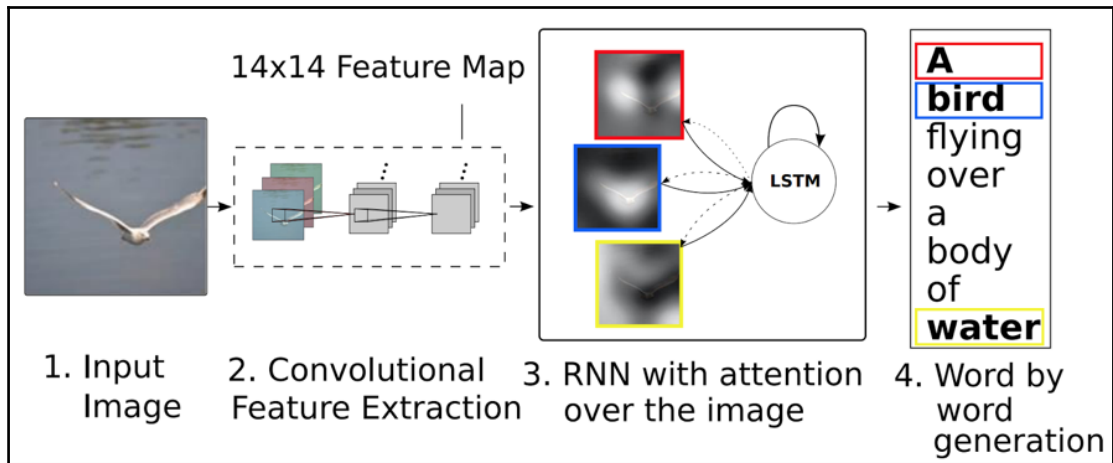 14x14 Feature Map
LSTM
A
bird
flying
over
a
body
of
water
1. Input
Image
2. Convolutional
Feature Extraction
3. RNN with attention
over the image
4. Word by
word
generation